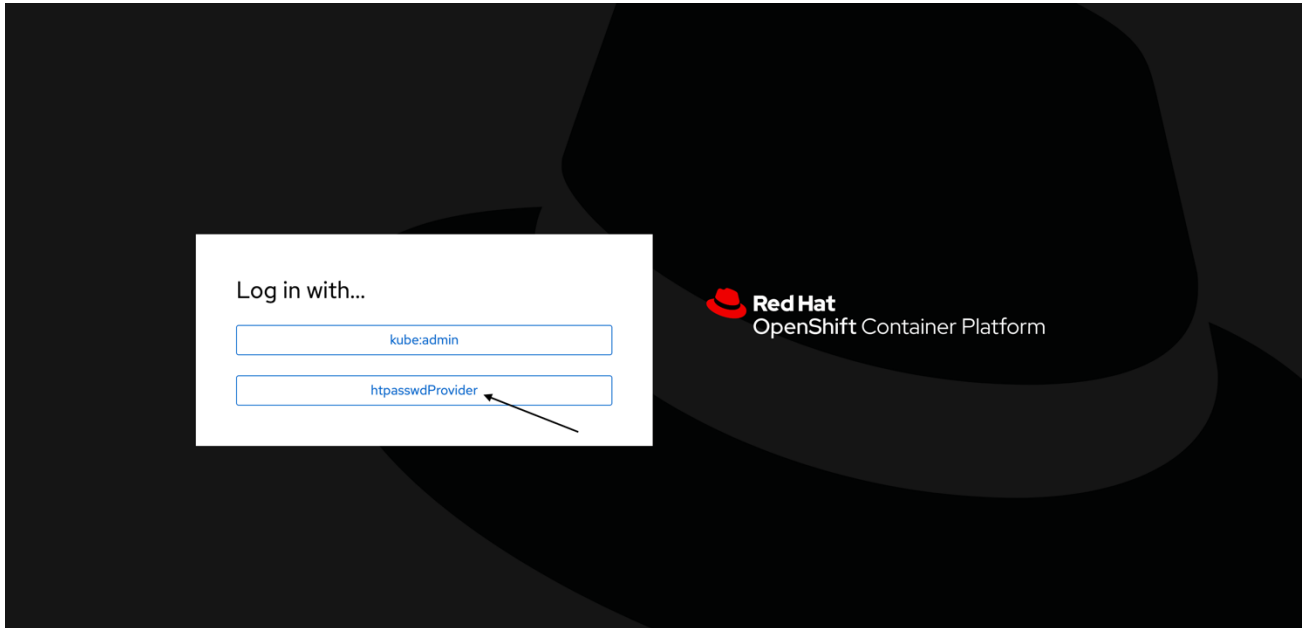 Log in with...
kube:admin
htpasswdProvider
Red Hat
OpenShift Container Platform